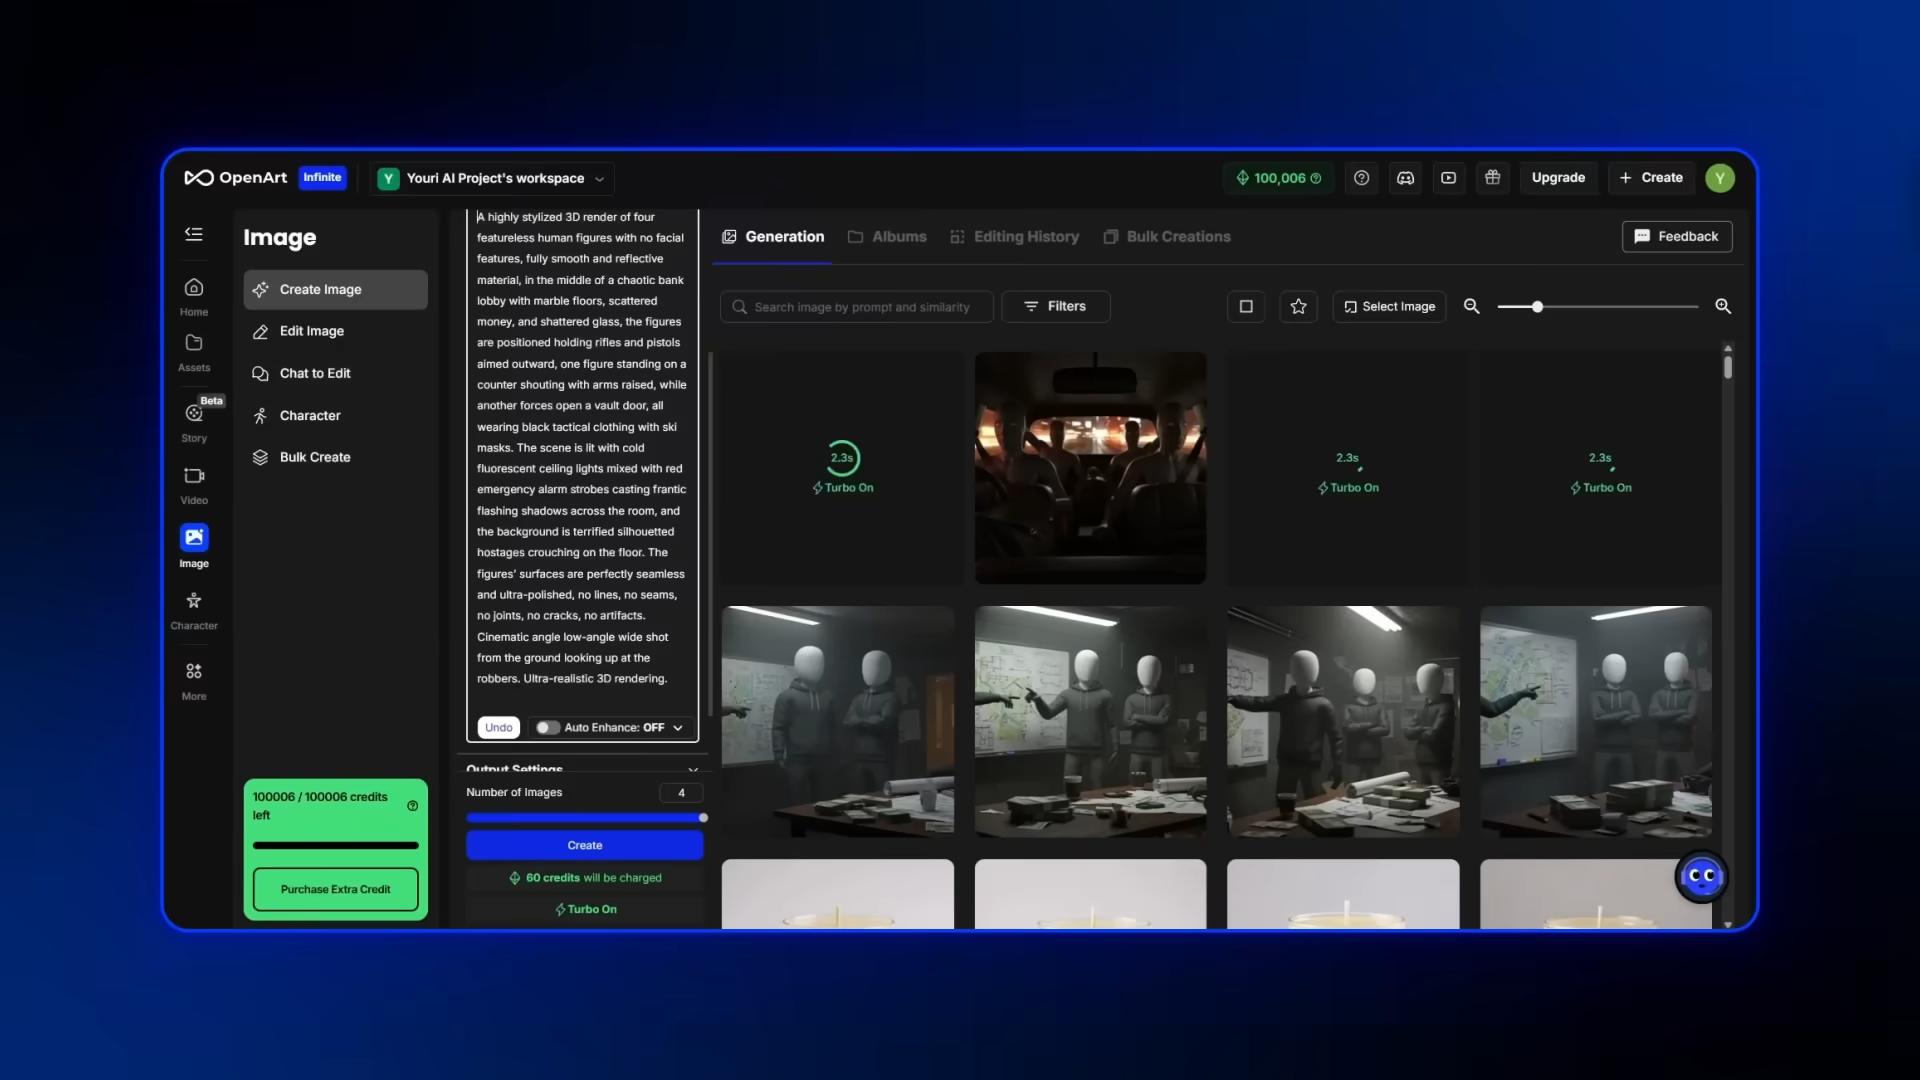 OpenArt
Infinite
Y
Youri AI Project's workspace
100,006
Upgrade
+ Create
Y
Home
Assets
Beta
Story
Video
Image
Character
More
Image
Create Image
Edit Image
Chat to Edit
Character
Bulk Create
100006 / 100006 credits
left
Purchase Extra Credit
A highly stylized 3D render of four
featureless human figures with no facial
features, fully smooth and reflective
material, in the middle of a chaotic bank
lobby with marble floors, scattered
money, and shattered glass, the figures
are positioned holding rifles and pistols
aimed outward, one figure standing on a
counter shouting with arms raised, while
another forces open a vault door, all
wearing black tactical clothing with ski
masks. The scene is lit with cold
fluorescent ceiling lights mixed with red
emergency alarm strobes casting frantic
flashing shadows across the room, and
the background is terrified silhouetted
hostages crouching on the floor. The
figures' surfaces are perfectly seamless
and ultra-polished, no lines, no seams,
no joints, no cracks, no artifacts.
Cinematic angle low-angle wide shot
from the ground looking up at the
robbers. Ultra-realistic 3D rendering.
Undo
Auto Enhance: OFF
Output Settings
Number of Images
4
Create
60 credits will be charged
Turbo On
Generation
Albums
Editing History
Bulk Creations
Feedback
Search image by prompt and similarity
Filters
Select Image
2.3s
Turbo On
2.3s
Turbo On
2.3s
Turbo On